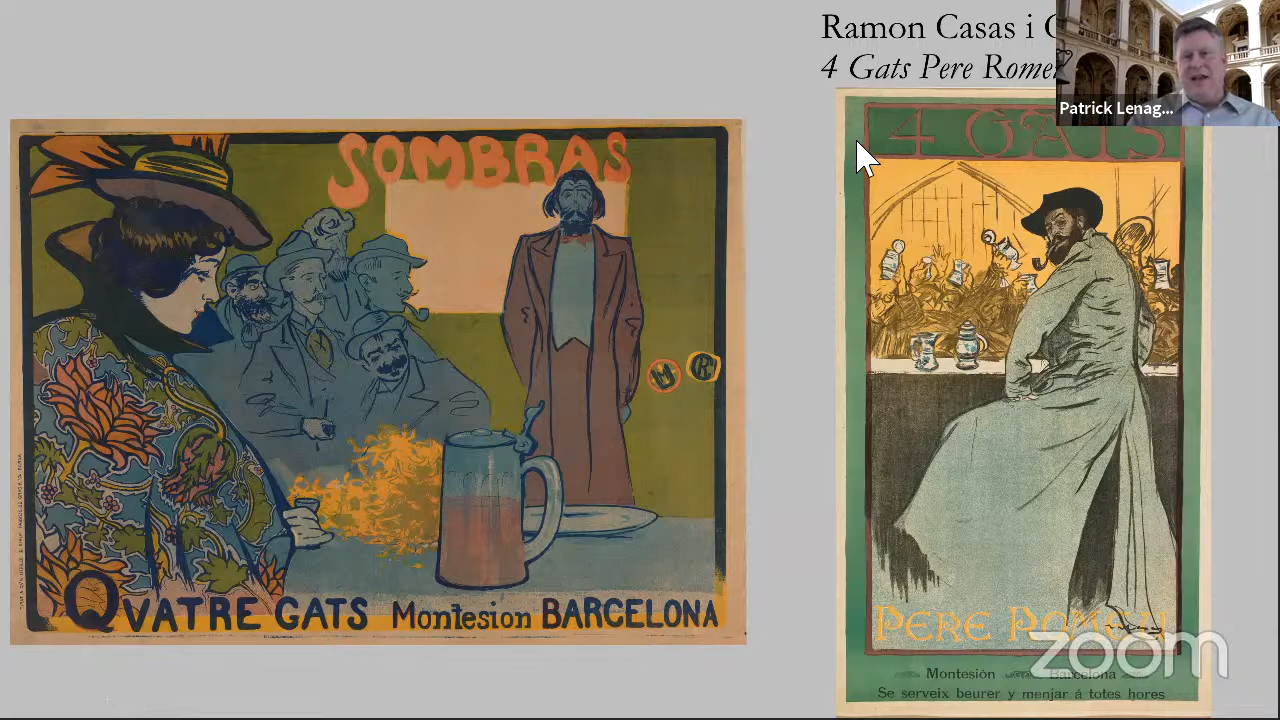 Ramon Casas i
4 Gats Pere Rome
Patrick Lenag...
SOMBRAS
QVATRE GATS Montesion BARCELONA
4 GATS
PERE ROMEU
Montesión Barcelona
Se serveix beurer y menjar á totes hores
zoom